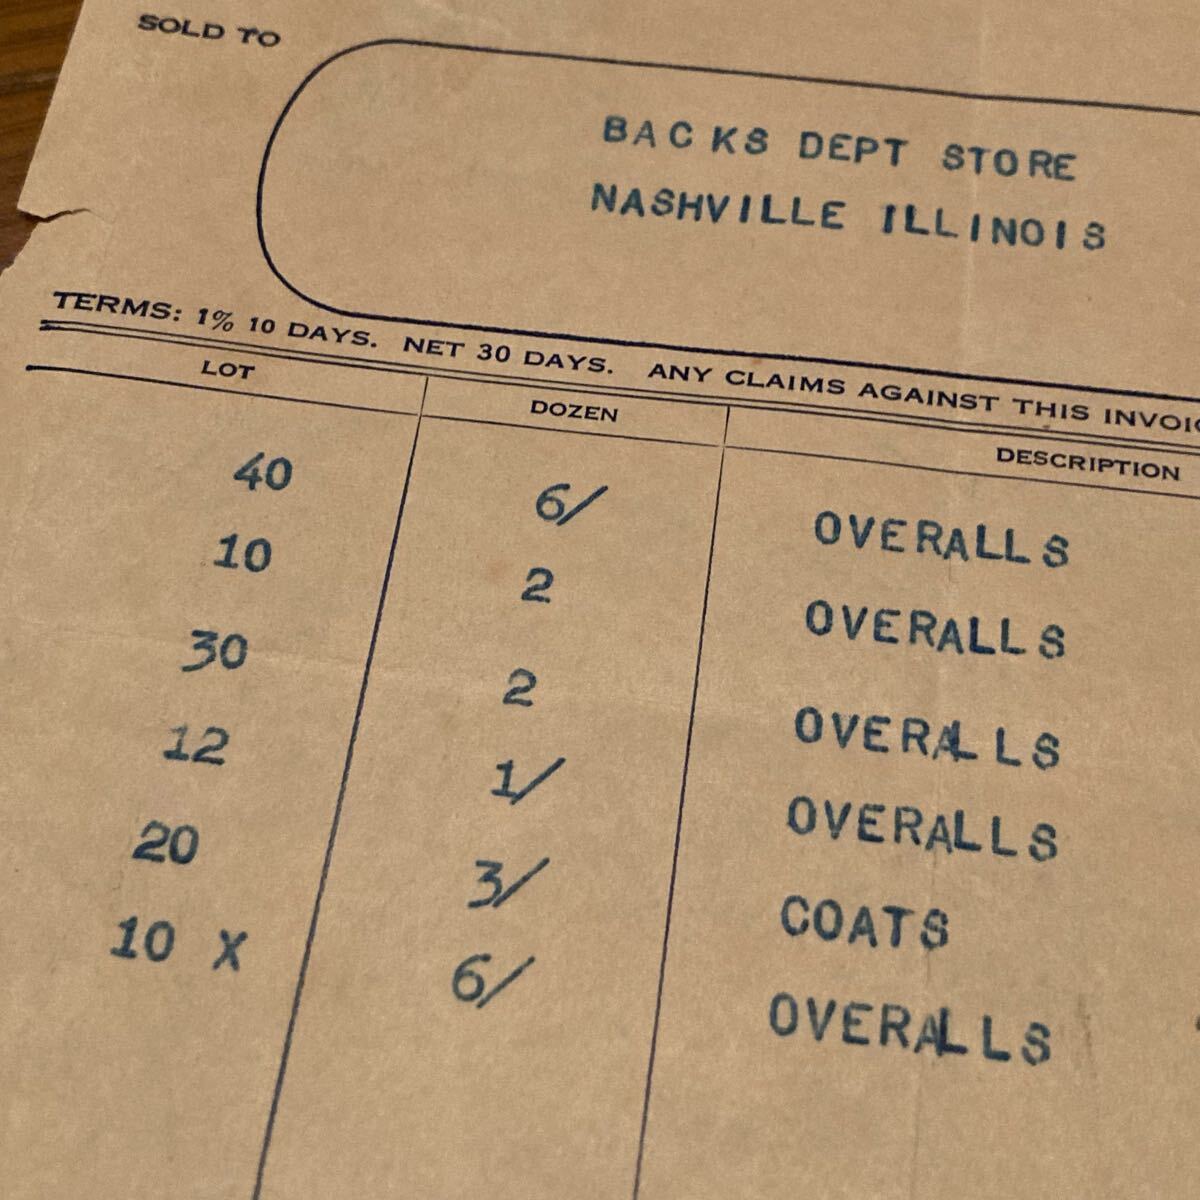 SOLD TO
BACKS DEPT STORE
NASHVILLE ILLINOIS
TERMS: 1% 10 DAYS. NET 30 DAYS. ANY CLAIMS AGAINST THIS
LOT DOZEN DESCRIPTION
40 6/ OVERALLS
10 2 OVERALLS
30 2 OVERALLS
12 1/ OVERALLS
20 3/ COATS
10 X 6/ OVERALLS